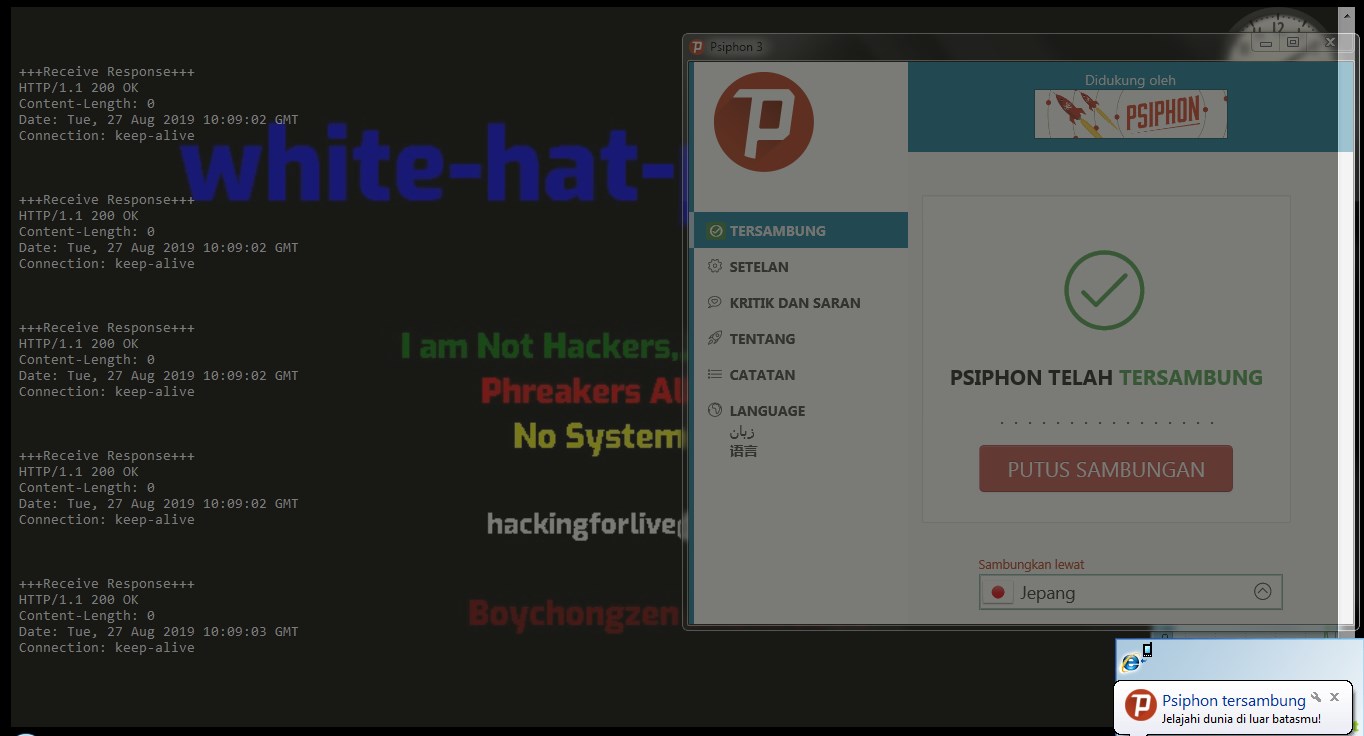 +++Receive Response+++
HTTP/1.1 200 OK
Content-Length: 0
Date: Tue, 27 Aug 2019 10:09:02 GMT
Connection: keep-alive
+++Receive Response+++
HTTP/1.1 200 OK
Content-Length: 0
Date: Tue, 27 Aug 2019 10:09:02 GMT
Connection: keep-alive
+++Receive Response+++
HTTP/1.1 200 OK
Content-Length: 0
Date: Tue, 27 Aug 2019 10:09:02 GMT
Connection: keep-alive
+++Receive Response+++
HTTP/1.1 200 OK
Content-Length: 0
Date: Tue, 27 Aug 2019 10:09:02 GMT
Connection: keep-alive
+++Receive Response+++
HTTP/1.1 200 OK
Content-Length: 0
Date: Tue, 27 Aug 2019 10:09:03 GMT
Connection: keep-alive
white-hat-
I am Not Hackers,
Phreakers
No System
hackingforlive
Boychongzen
Psiphon 3
12
P
TERSAMBUNG
SETELAN
KRITIK DAN SARAN
TENTANG
CATATAN
LANGUAGE
زبان
语言
Didukung oleh
PSIPHON
PSIPHON TELAH TERSAMBUNG
PUTUS SAMBUNGAN
Sambungkan lewat
Jepang
Psiphon tersambung
Jelajahi dunia di luar batasmu!